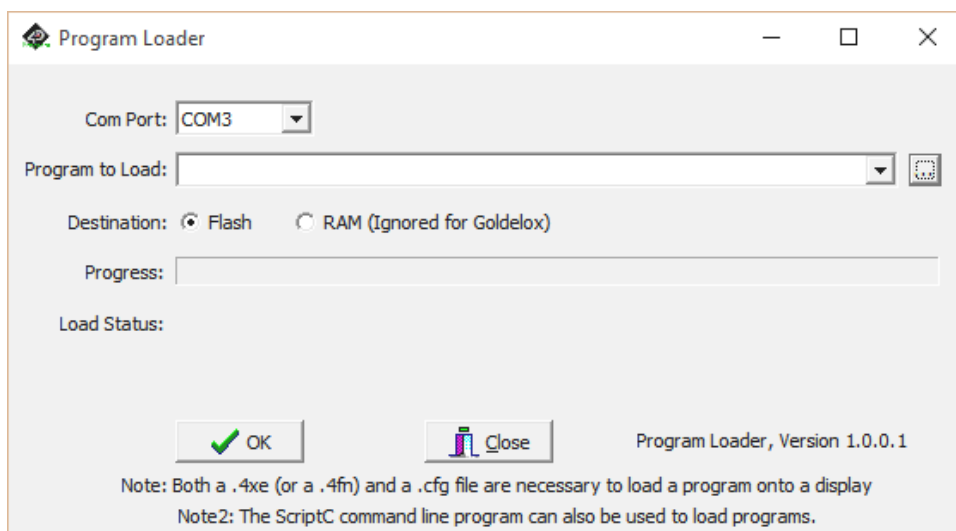 Program Loader
Com Port: COM3
Program to Load:
Destination: Flash RAM (Ignored for Goldelox)
Progress:
Load Status:
OK Close Program Loader, Version 1.0.0.1
Note: Both a .4xe (or a .4fn) and a .cfg file are necessary to load a program onto a display
Note2: The ScriptC command line program can also be used to load programs.